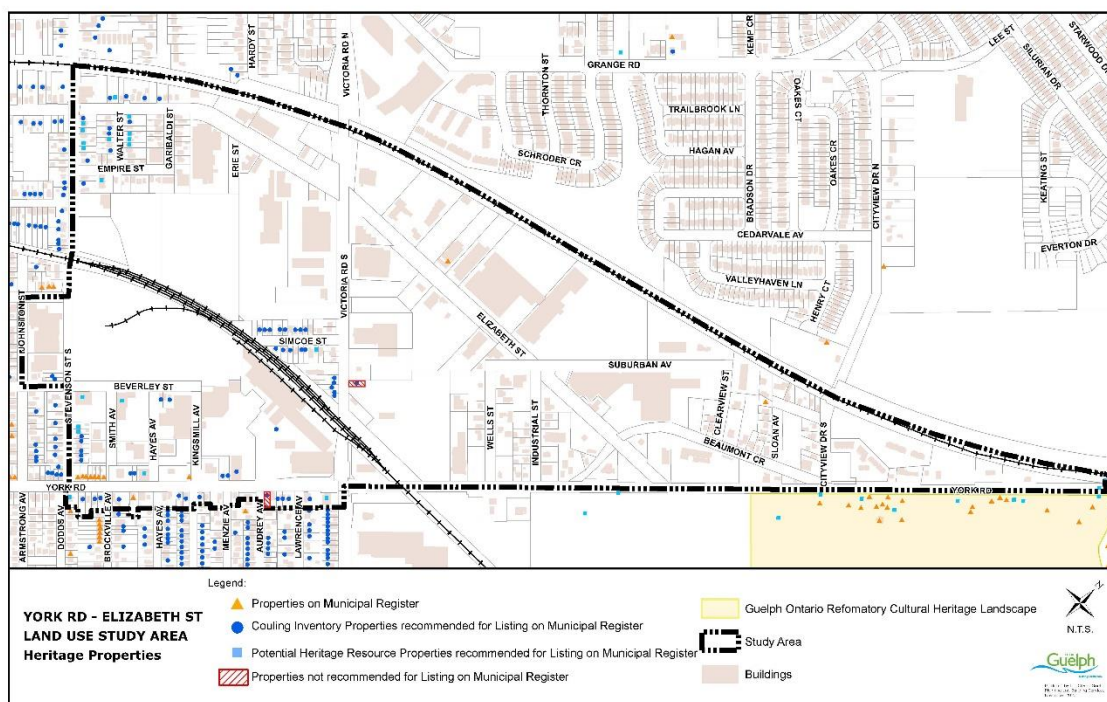 HARDY ST
VICTORIA RD N
THORNTON ST
GRANGE RD
KEMP CR
LEE ST
SILURIAN DR
STARWOOD DR
WALTER ST
GARIBALDI ST
EMPIRE ST
ERIE ST
SCHRODER CR
TRAILBROOK LN
HAGAN AV
BRADSON DR
OAKES CT
OAKES CR
CITYVIEW DR N
KEATING ST
EVERTON DR
CEDARVALE AV
VALLEYHAVEN LN
HENRY CT
VICTORIA RD S
ELIZABETH ST
JOHNSTON ST
STEVENSON ST S
SIMCOE ST
BEVERLEY ST
SMITH AV
HAYES AV
KINGSMILL AV
SUBURBAN AV
WELLS ST
INDUSTRIAL ST
CLEARVIEW ST
SLOAN AV
BEAUMONT CR
CITYVIEW DR S
YORK RD
YORK RD
ARMSTRONG AV
DODDS AV
BROCKVILLE AV
HAYES AV
MENZIE AV
AUDREY AV
LAWRENCE AV
YORK RD - ELIZABETH ST
LAND USE STUDY AREA
Heritage Properties
Legend:
Properties on Municipal Register
Couling Inventory Properties recommended for Listing on Municipal Register
Potential Heritage Resource Properties recommended for Listing on Municipal Register
Properties not recommended for Listing on Municipal Register
Guelph Ontario Refomatory Cultural Heritage Landscape
Study Area
Buildings
Z
N.T.S.
Guelph